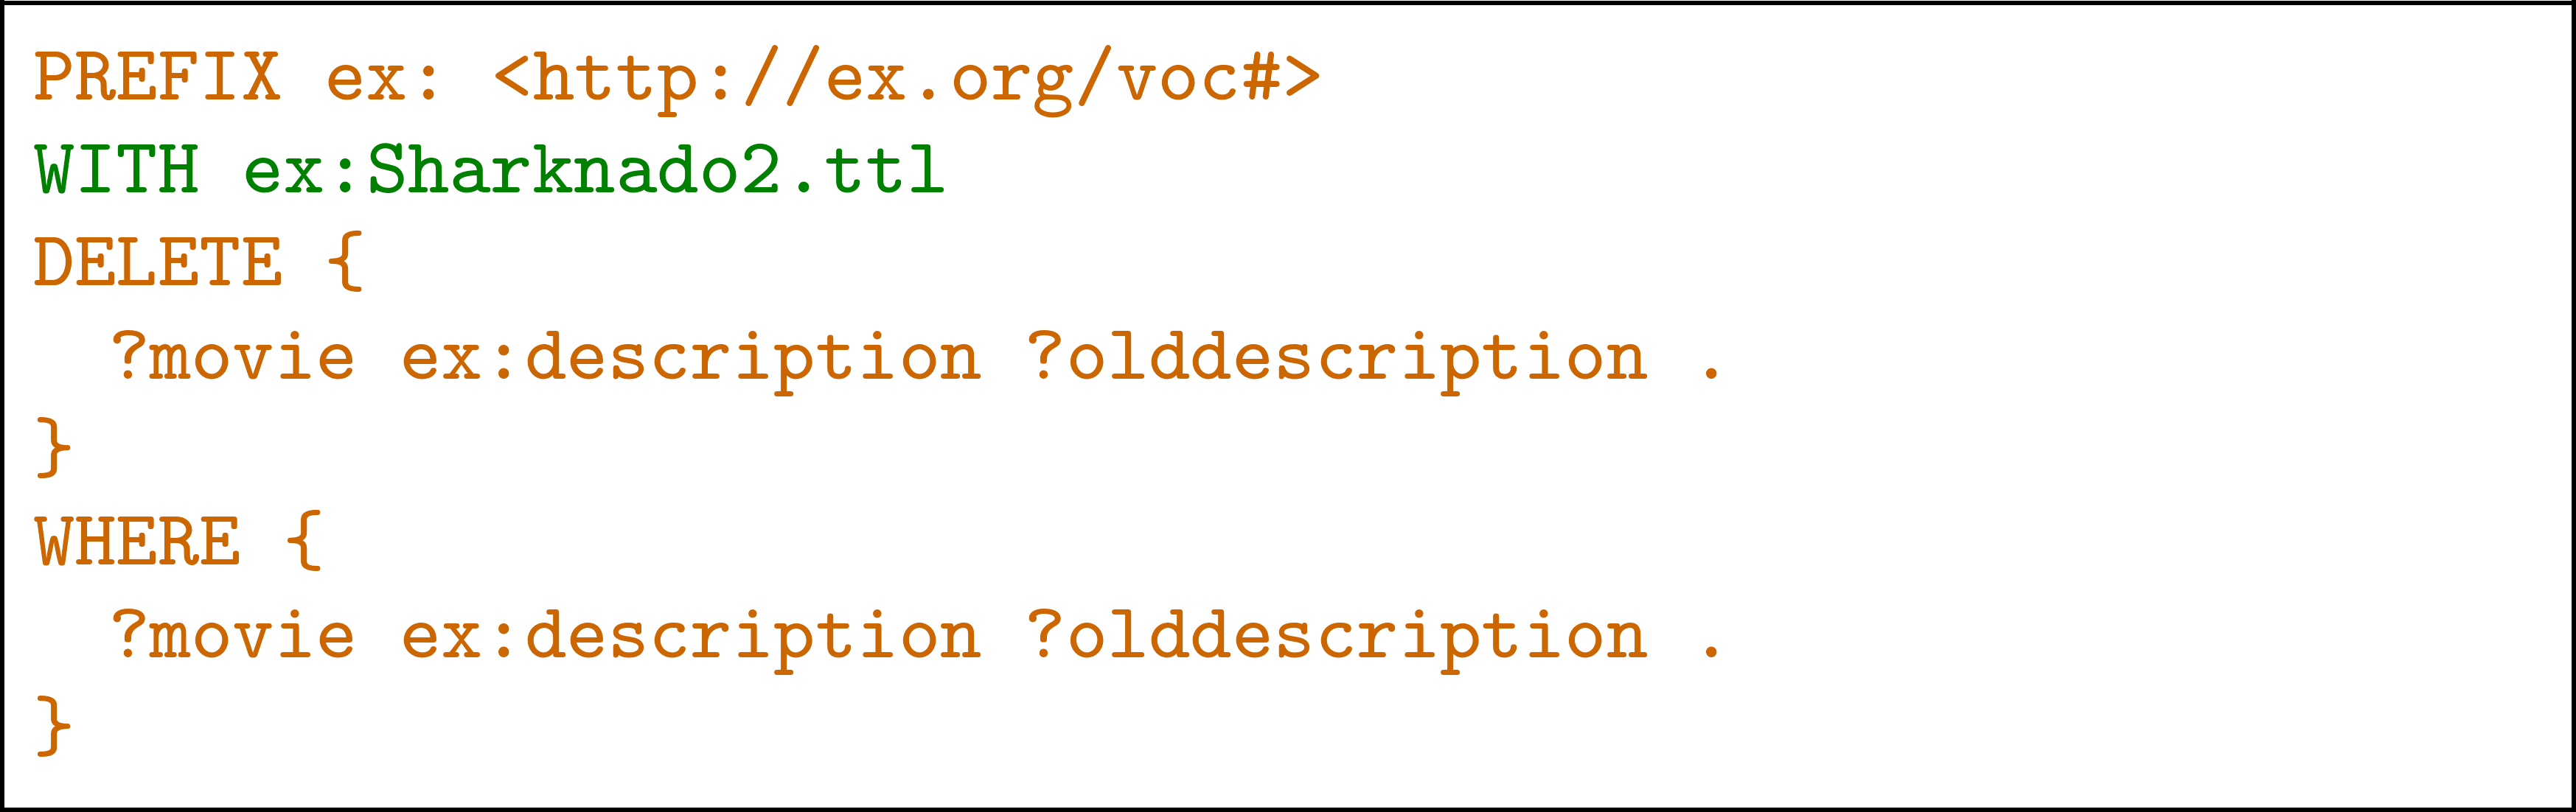 PREFIX ex: <http://ex.org/voc#>
WITH ex:Sharknado2.ttl
DELETE {
  ?movie ex:description ?olddescription .
}
WHERE {
  ?movie ex:description ?olddescription .
}